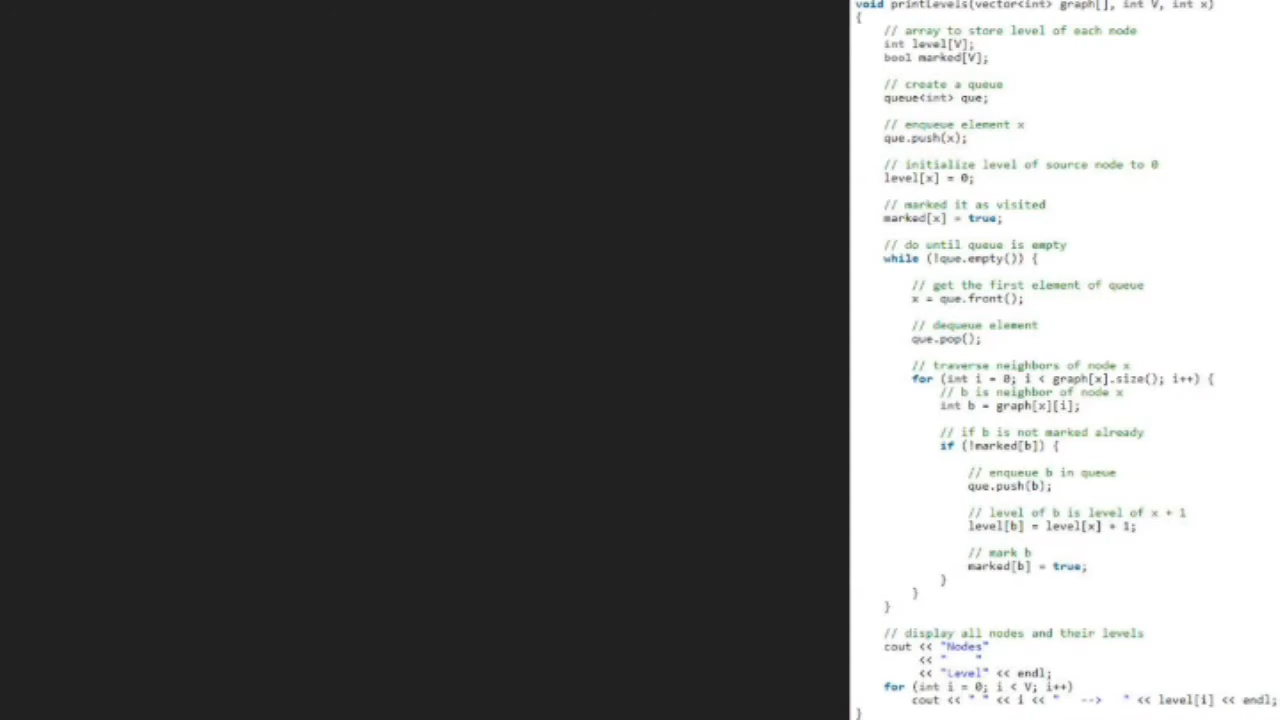 void printLevels(vector<int> graph[], int V, int x)
{
// array to store level of each node
int level[V];
bool marked[V];
// create a queue
queue<int> que;
// enqueue element x
que.push(x);
// initialize level of source node to 0
level[x] = 0;
// marked it as visited
marked[x] = true;
// do until queue is empty
while (!que.empty()) {
// get the first element of queue
x = que.front();
// dequeue element
que.pop();
// traverse neighbors of node x
for (int i = 0; i < graph[x].size(); i++) {
// b is neighbor of node x
int b = graph[x][i];
// if b is not marked already
if (!marked[b]) {
// enqueue b in queue
que.push(b);
// level of b is level of x + 1
level[b] = level[x] + 1;
// mark b
marked[b] = true;
}
}
}
// display all nodes and their levels
cout << "Nodes"
<< "    "
<< "Level" << endl;
for (int i = 0; i < V; i++)
cout << " " << i << "   -->   " << level[i] << endl;
}